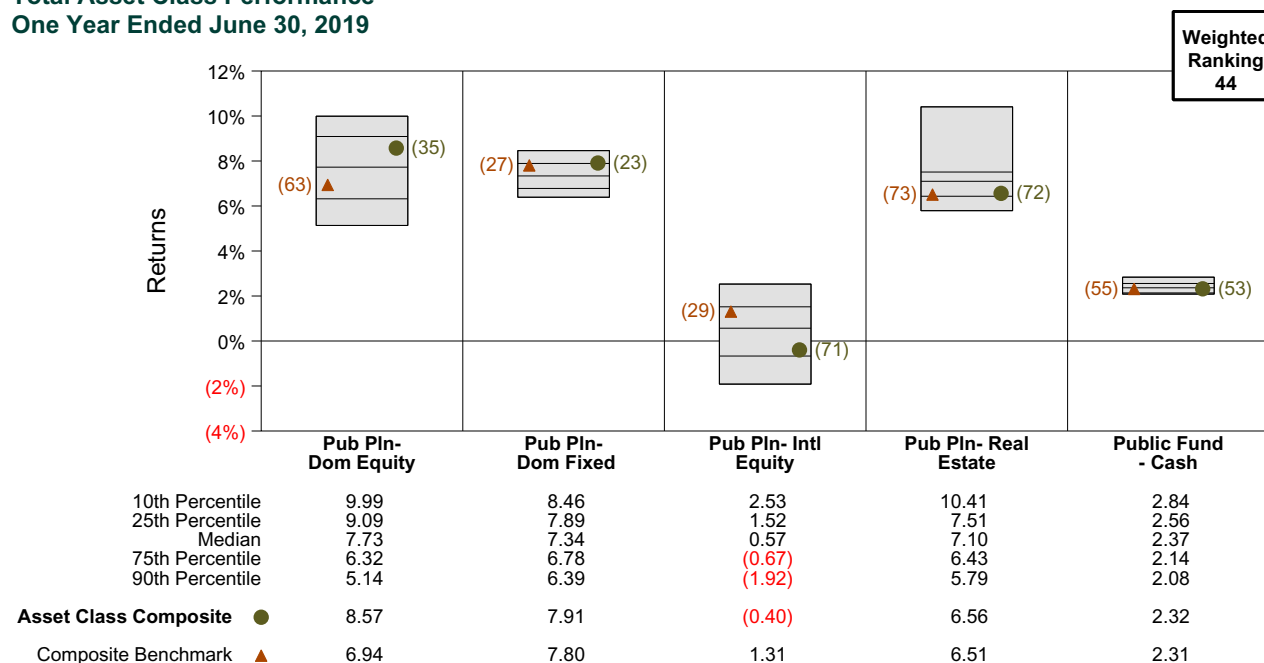 One Year Ended June 30, 2019
Ranking
44
12%
10%
8%
6%
4%
2%
0%
(2%)
(4%)
Returns
(63)
(35)
(27)
(23)
(29)
(71)
(73)
(72)
(55)
(53)
Pub Pln- Pub Pln- Pub Pln- Intl Pub Pln- Real Public Fund
Dom Equity Dom Fixed Equity Estate - Cash
10th Percentile 9.99 8.46 2.53 10.41 2.84
25th Percentile 9.09 7.89 1.52 7.51 2.56
Median 7.73 7.34 0.57 7.10 2.37
75th Percentile 6.32 6.78 (0.67) 6.43 2.14
90th Percentile 5.14 6.39 (1.92) 5.79 2.08
Asset Class Composite 8.57 7.91 (0.40) 6.56 2.32
Composite Benchmark 6.94 7.80 1.31 6.51 2.31